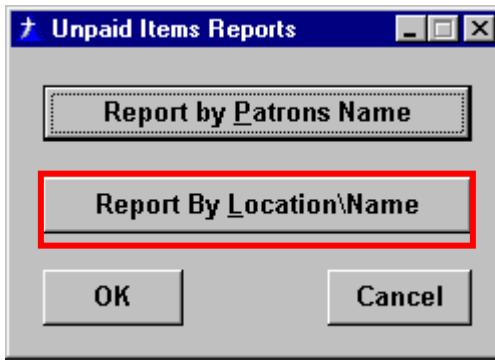 Unpaid Items Reports
Report by Patrons Name
Report By Location\Name
OK Cancel